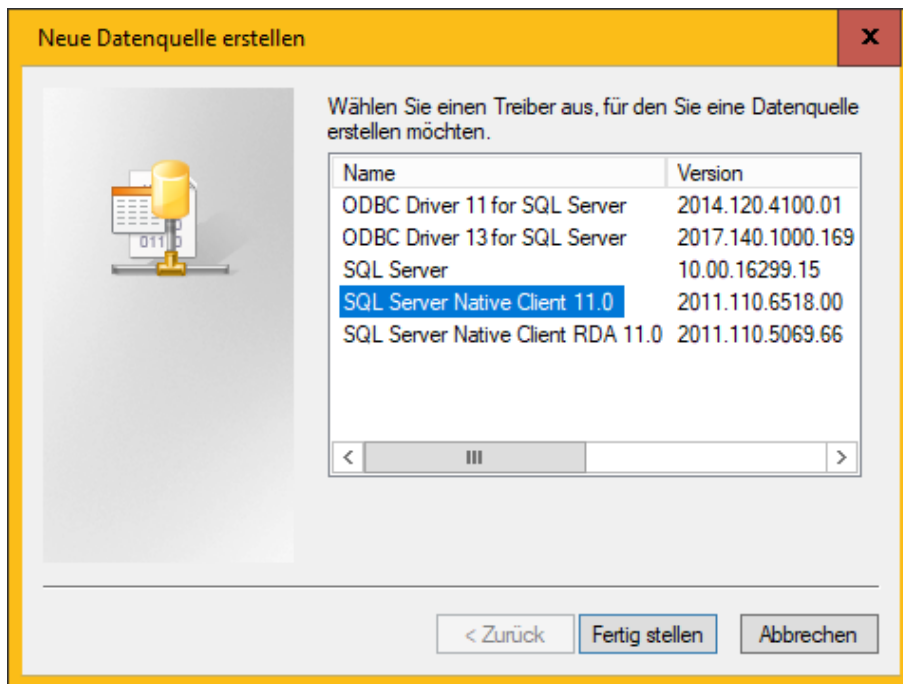 Neue Datenquelle erstellen
x
Wählen Sie einen Treiber aus, für den Sie eine Datenquelle
erstellen möchten.
Name Version
ODBC Driver 11 for SQL Server 2014.120.4100.01
ODBC Driver 13 for SQL Server 2017.140.1000.169
SQL Server 10.00.16299.15
SQL Server Native Client 11.0 2011.110.6518.00
SQL Server Native Client RDA 11.0 2011.110.5069.66
< Zurück Fertig stellen Abbrechen